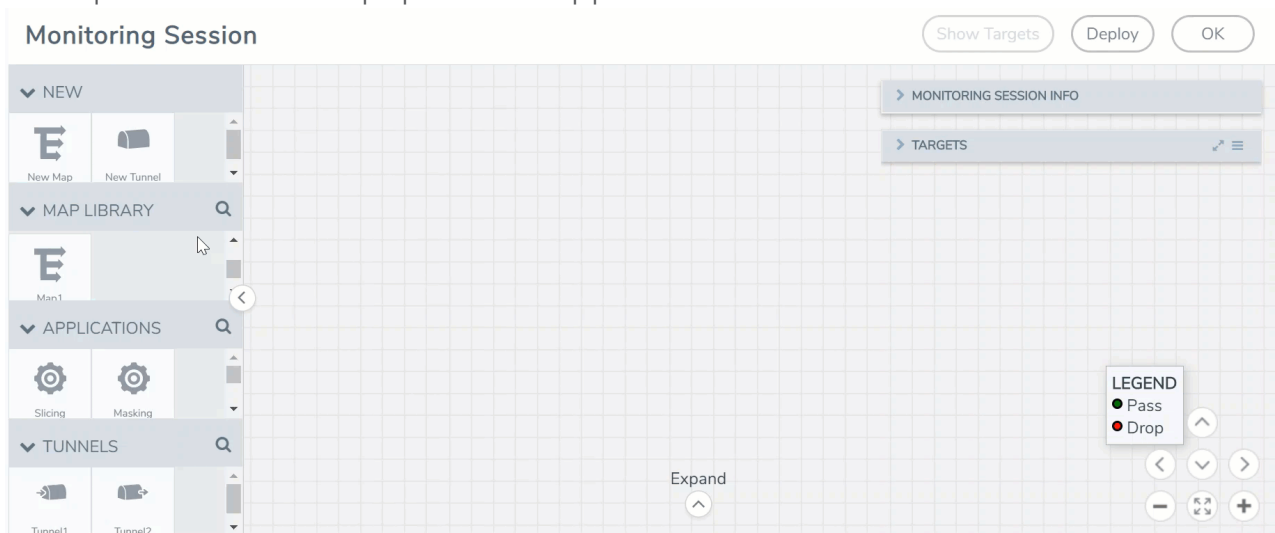 Monitoring Session
Show Targets
Deploy
OK
NEW
New Map
New Tunnel
MAP LIBRARY
Map1
APPLICATIONS
Slicing
Masking
TUNNELS
Tunnel1
Tunnel2
MONITORING SESSION INFO
TARGETS
LEGEND
Pass
Drop
Expand